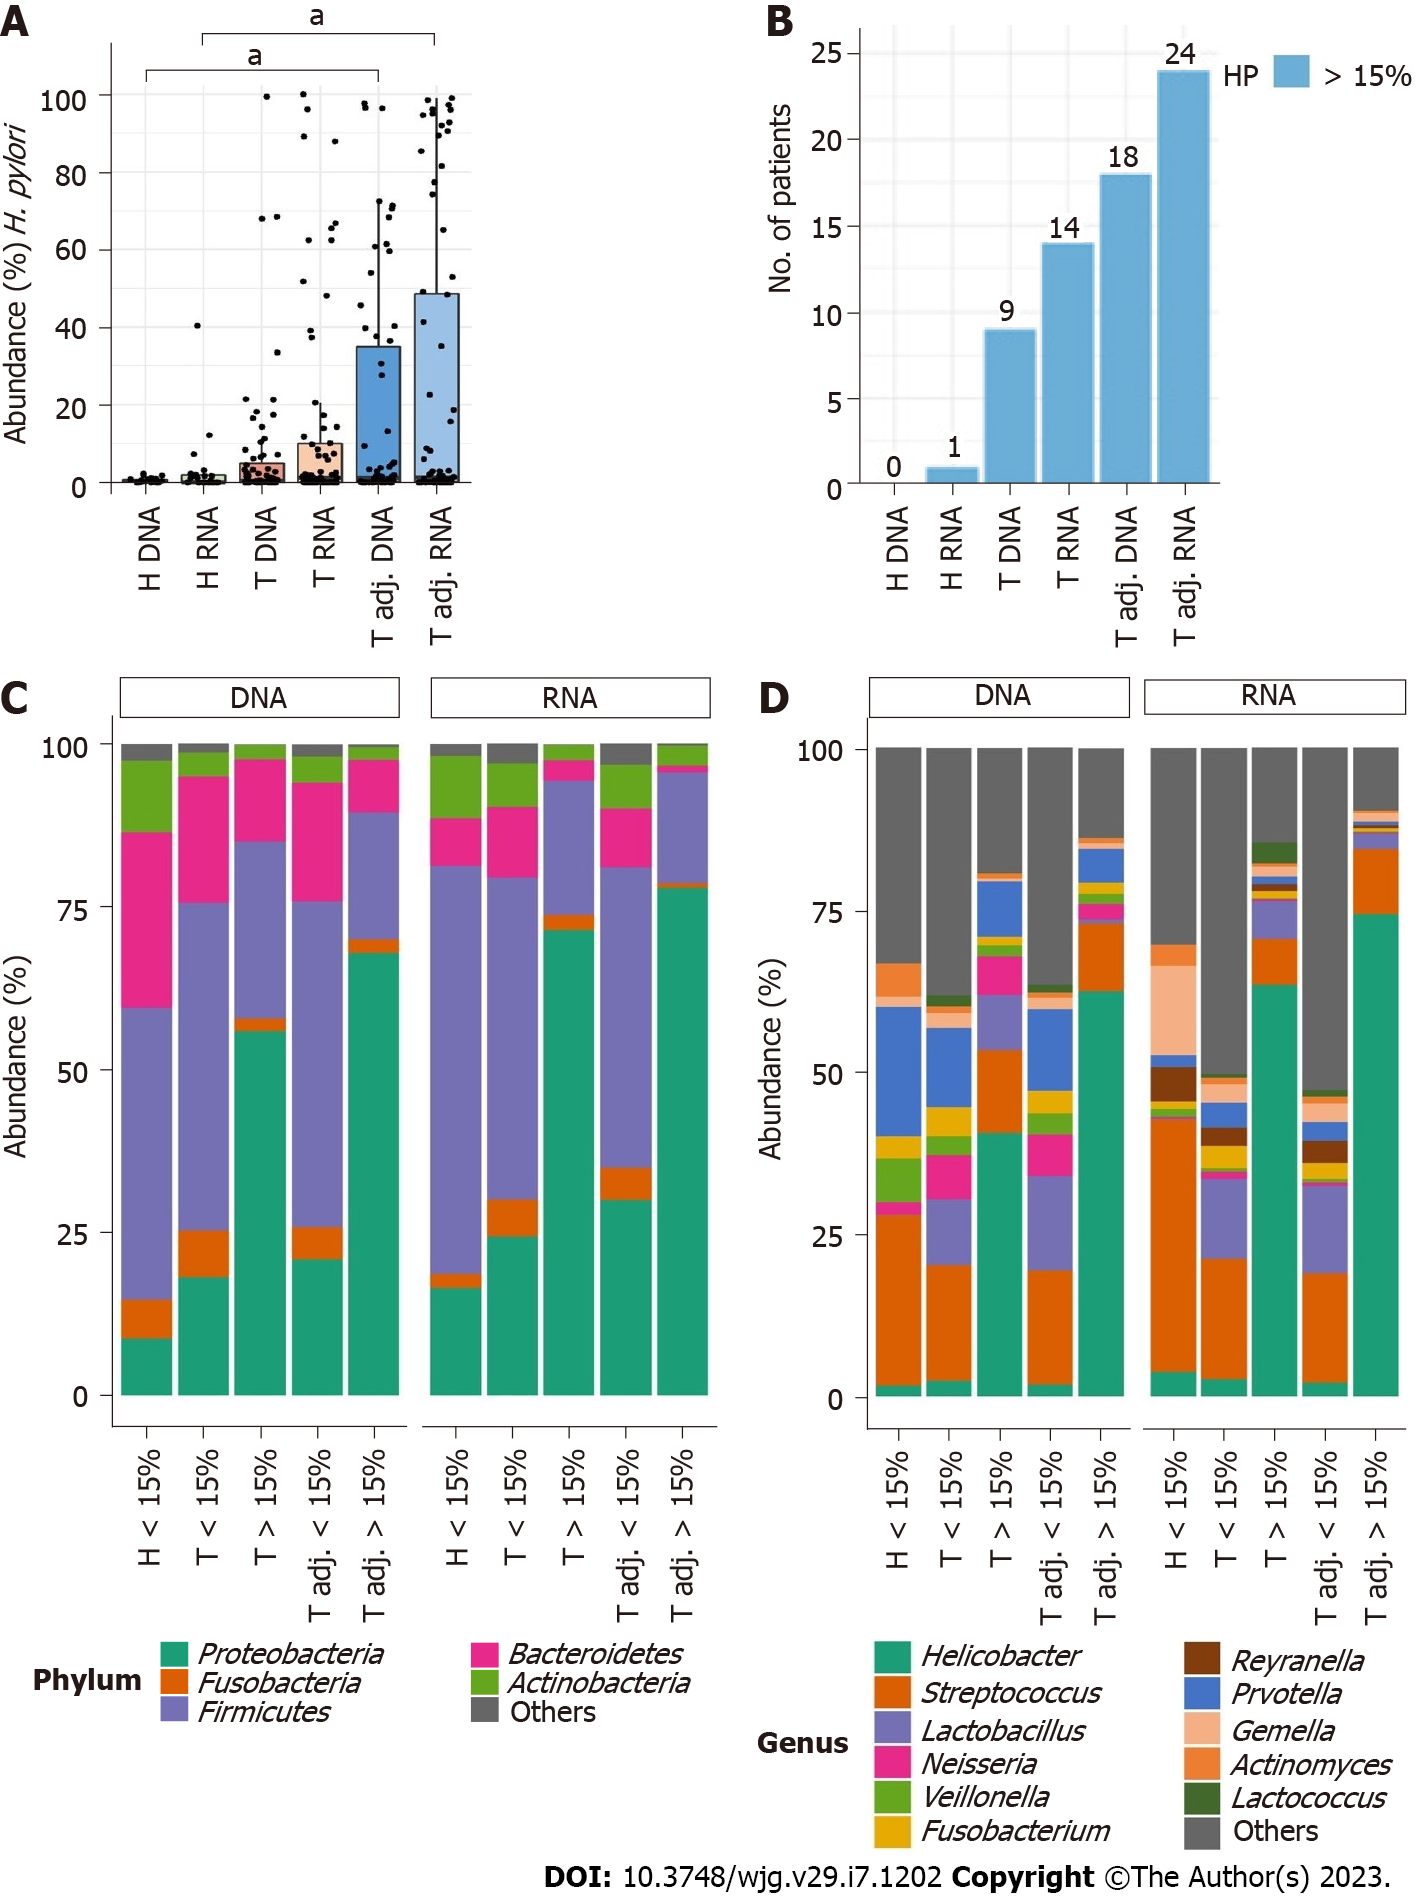 A
a
a
Abundance (%) H. pylori
100
80
60
40
20
0
H DNA
H RNA
T DNA
T RNA
T adj. DNA
T adj. RNA
B
No. of patients
25
20
15
10
5
0
0
1
9
14
18
24
HP > 15%
H DNA
H RNA
T DNA
T RNA
T adj. DNA
T adj. RNA
C
DNA
RNA
Abundance (%)
100
75
50
25
0
H < 15%
T < 15%
T > 15%
T adj. < 15%
T adj. > 15%
H < 15%
T < 15%
T > 15%
T adj. < 15%
T adj. > 15%
Phylum
Proteobacteria
Fusobacteria
Firmicutes
Bacteroidetes
Actinobacteria
Others
D
DNA
RNA
Abundance (%)
100
75
50
25
0
H < 15%
T < 15%
T > 15%
T adj. < 15%
T adj. > 15%
H < 15%
T < 15%
T > 15%
T adj. < 15%
T adj. > 15%
Genus
Helicobacter
Streptococcus
Lactobacillus
Neisseria
Veillonella
Fusobacterium
Reyranella
Prvotella
Gemella
Actinomyces
Lactococcus
Others
DOI: 10.3748/wjg.v29.i7.1202 Copyright ©The Author(s) 2023.